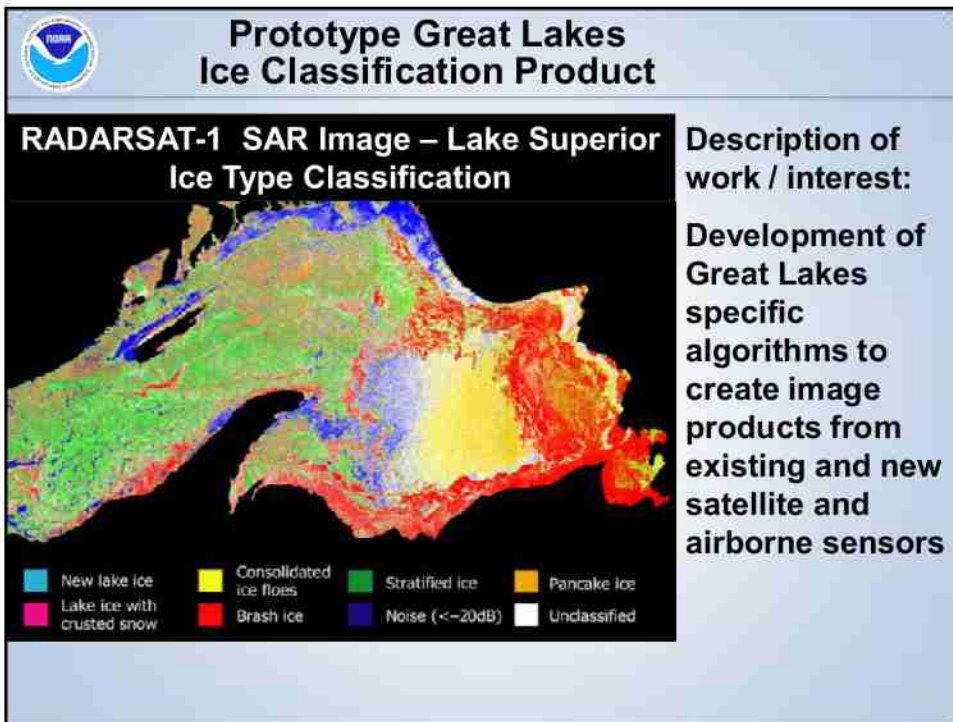 NOAA
Prototype Great Lakes
Ice Classification Product
RADARSAT-1 SAR Image – Lake Superior
Ice Type Classification
Description of
work / interest:
Development of
Great Lakes
specific
algorithms to
create image
products from
existing and new
satellite and
airborne sensors
New lake ice
Lake ice with
crusted snow
Consolidated
ice floes
Brash ice
Stratified ice
Noise (<-20dB)
Pancake ice
Unclassified